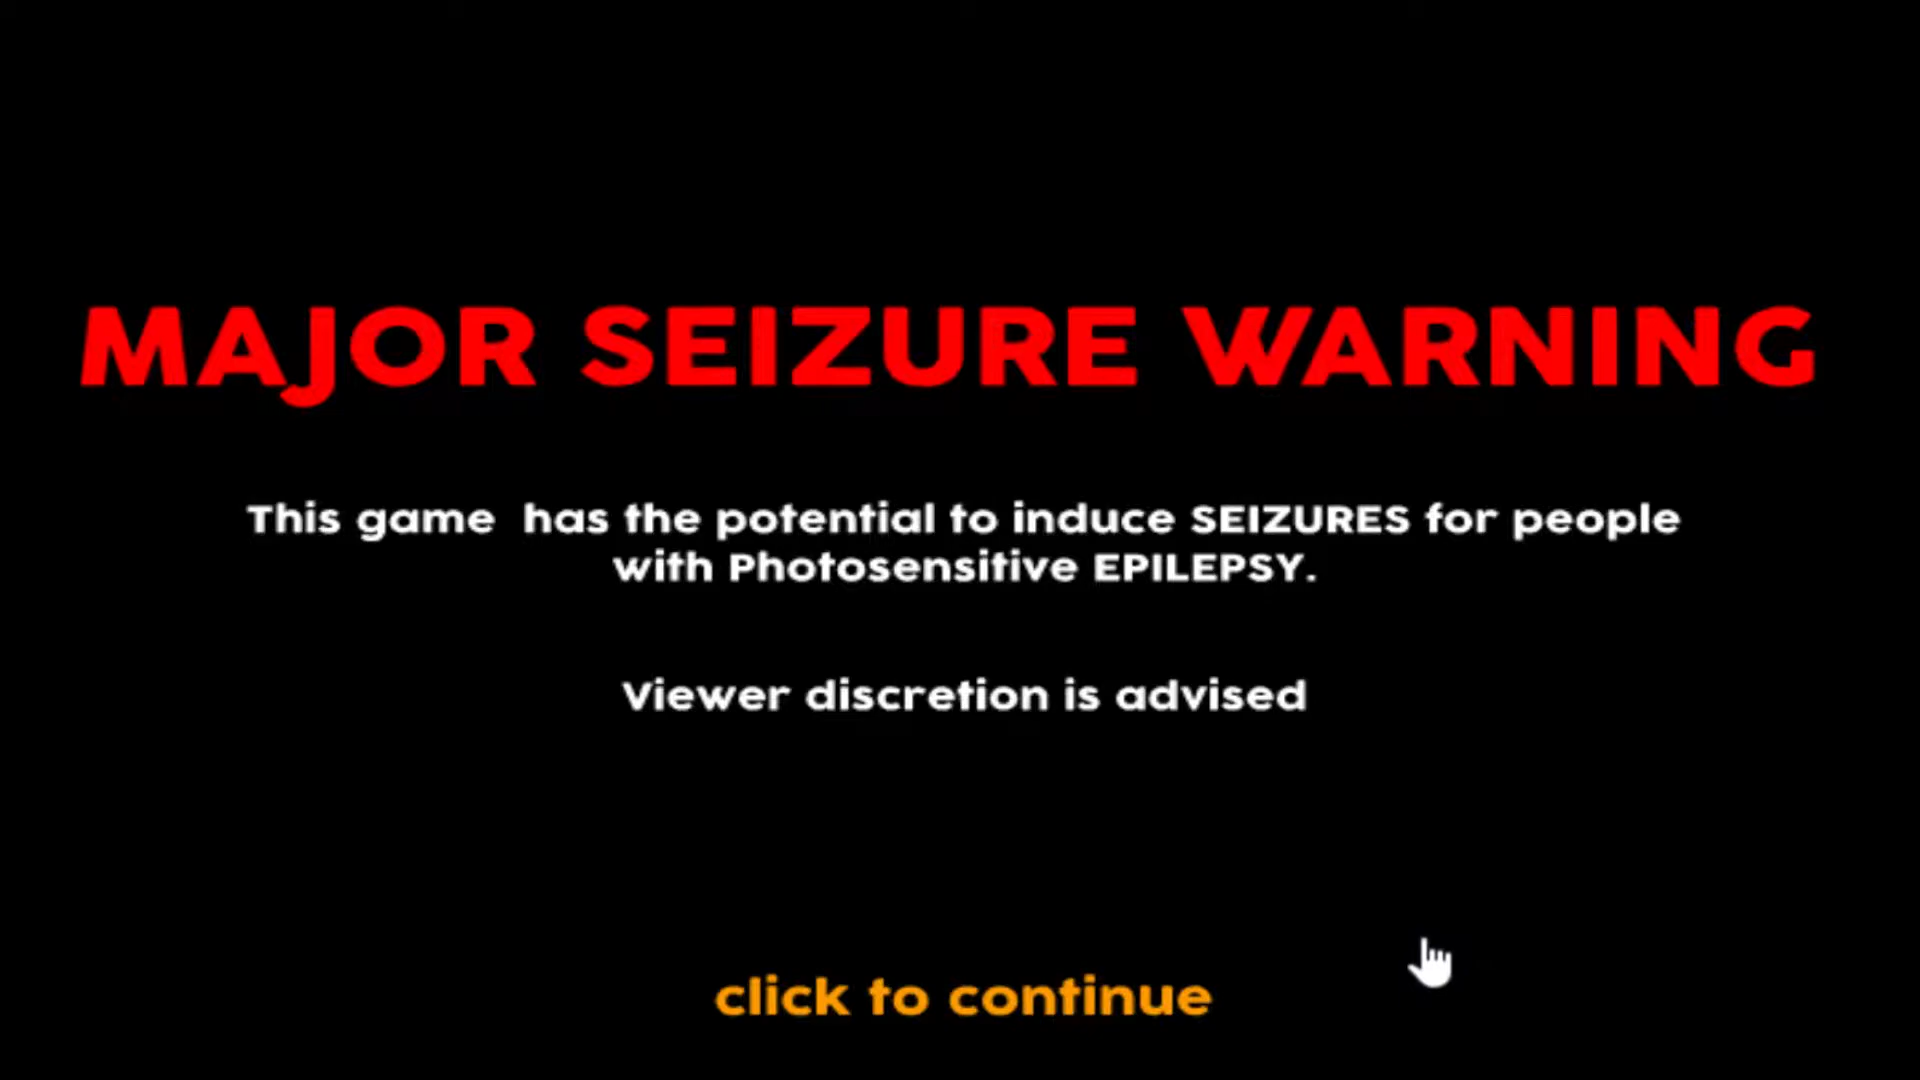 MAJOR SEIZURE WARNING
This game has the potential to induce SEIZURES for people
with Photosensitive EPILEPSY.
Viewer discretion is advised
click to continue